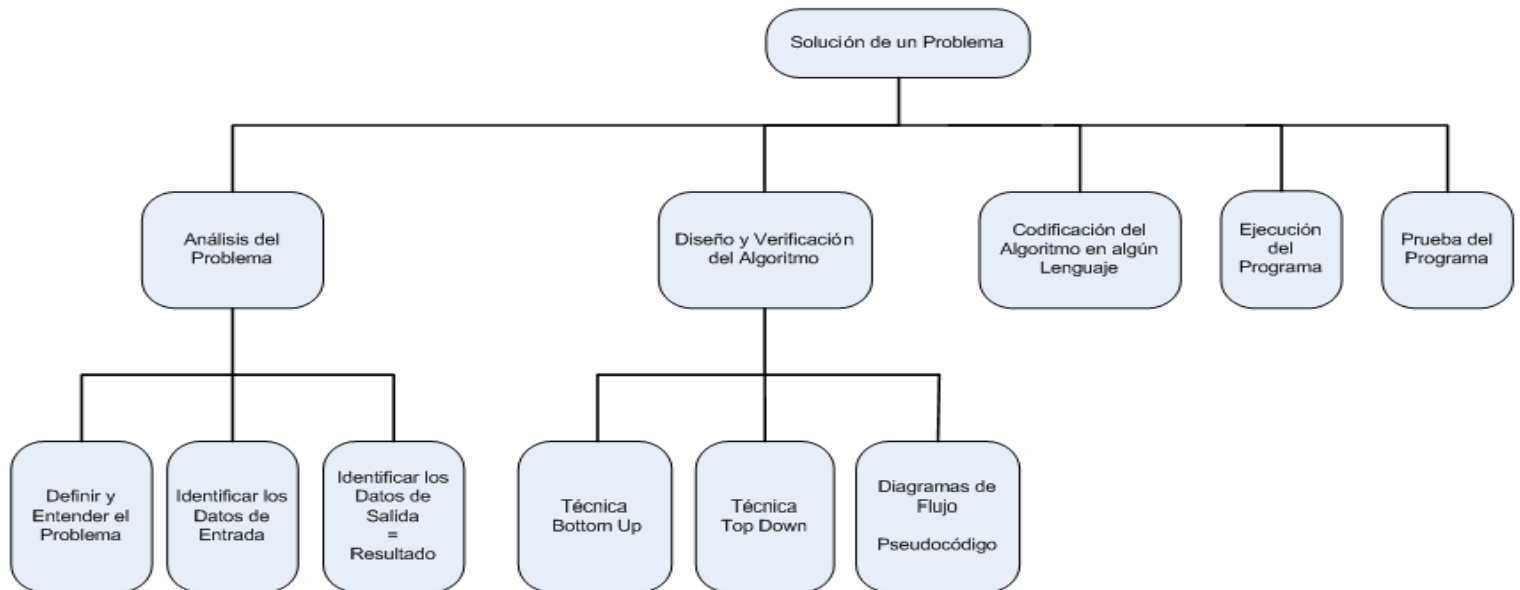 Solución de un Problema
Análisis del
Problema
Diseño y Verificación
del Algoritmo
Codificación del
Algoritmo en algún
Lenguaje
Ejecución
del
Programa
Prueba del
Programa
Definir y
Entender el
Problema
Identificar los
Datos de
Entrada
Identificar los
Datos de
Salida
=
Resultado
Técnica
Bottom Up
Técnica
Top Down
Diagramas de
Flujo
Pseudocódigo